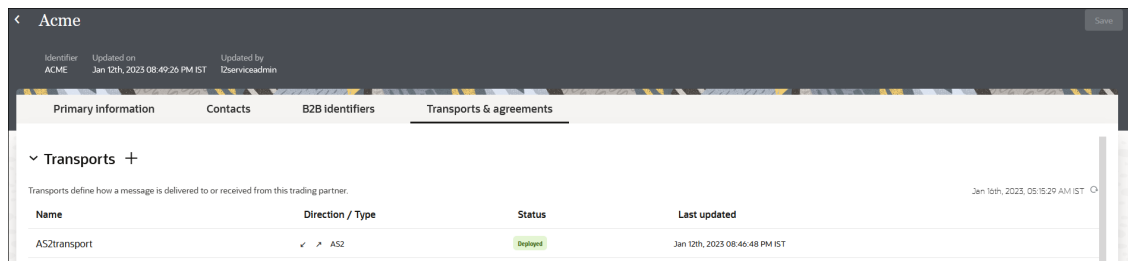 Acme
Save
Identifier Updated on Updated by
ACME Jan 12th, 2023 08:49:26 PM IST l2serviceadmin
Primary information Contacts B2B identifiers Transports & agreements
Transports
Transports define how a message is delivered to or received from this trading partner. Jan 16th, 2023, 05:15:29 AM IST
Name Direction / Type Status Last updated
AS2transport AS2 Deployed Jan 12th, 2023 08:46:48 PM IST